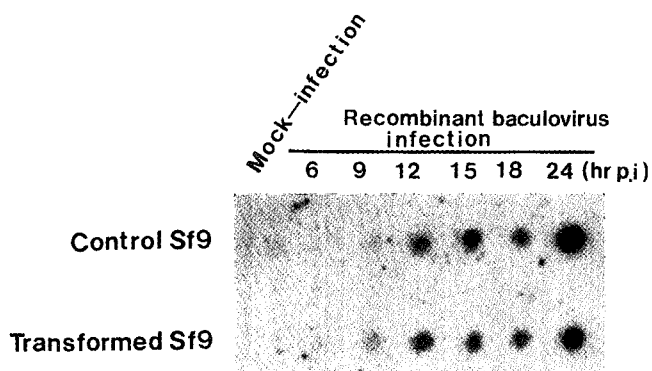 Mock-infection
Recombinant baculovirus
infection
6 9 12 15 18 24 (hr p.i)
Control Sf9
Transformed Sf9